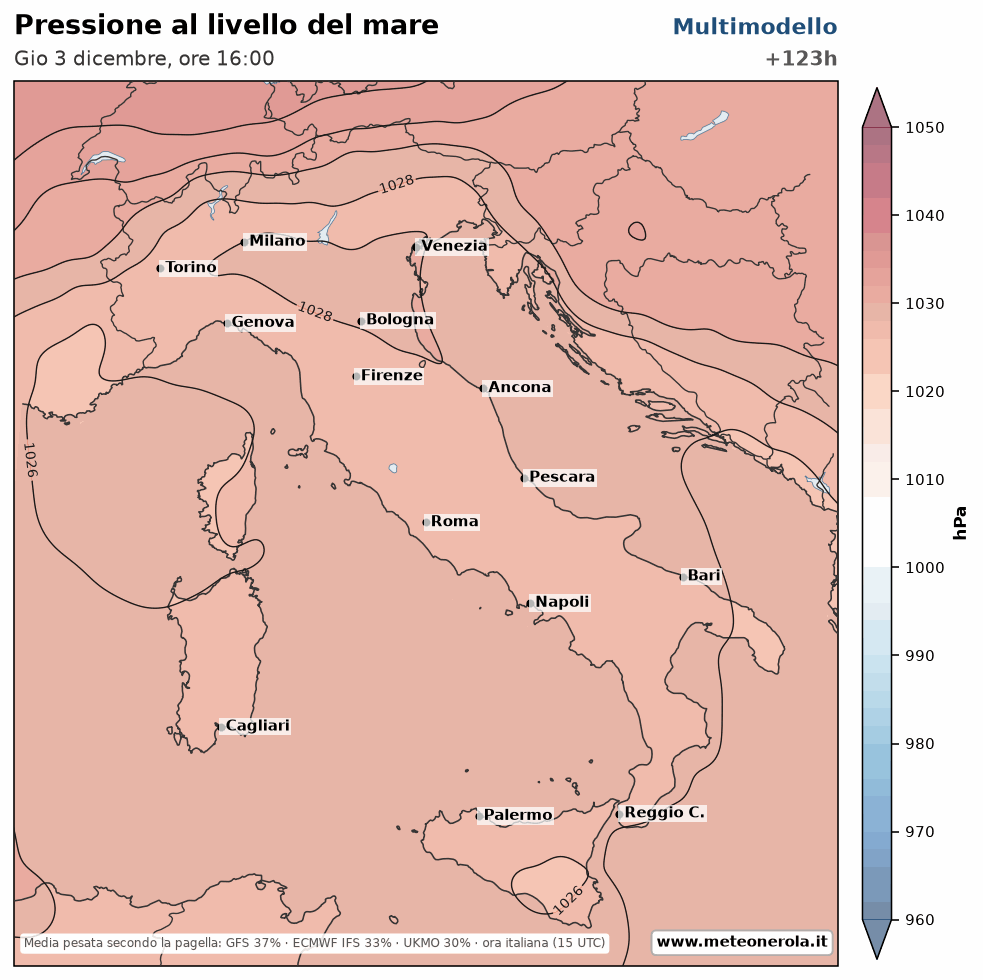 Pressione al livello del mare
Multimodello
Gio 3 dicembre, ore 16:00
+123h
1050
1028
1040
Milano
Venezia
Torino
1030
1028
Genova
Bologna
Firenze
Ancona
1020
1026
1010
Pescara
Roma
hPa
1000
Bari
Napoli
990
Cagliari
980
Palermo
Reggio C.
970
1026
960
Media pesata secondo la pagella: GFS 37% · ECMWF IFS 33% · UKMO 30% · ora italiana (15 UTC)
www.meteonerola.it